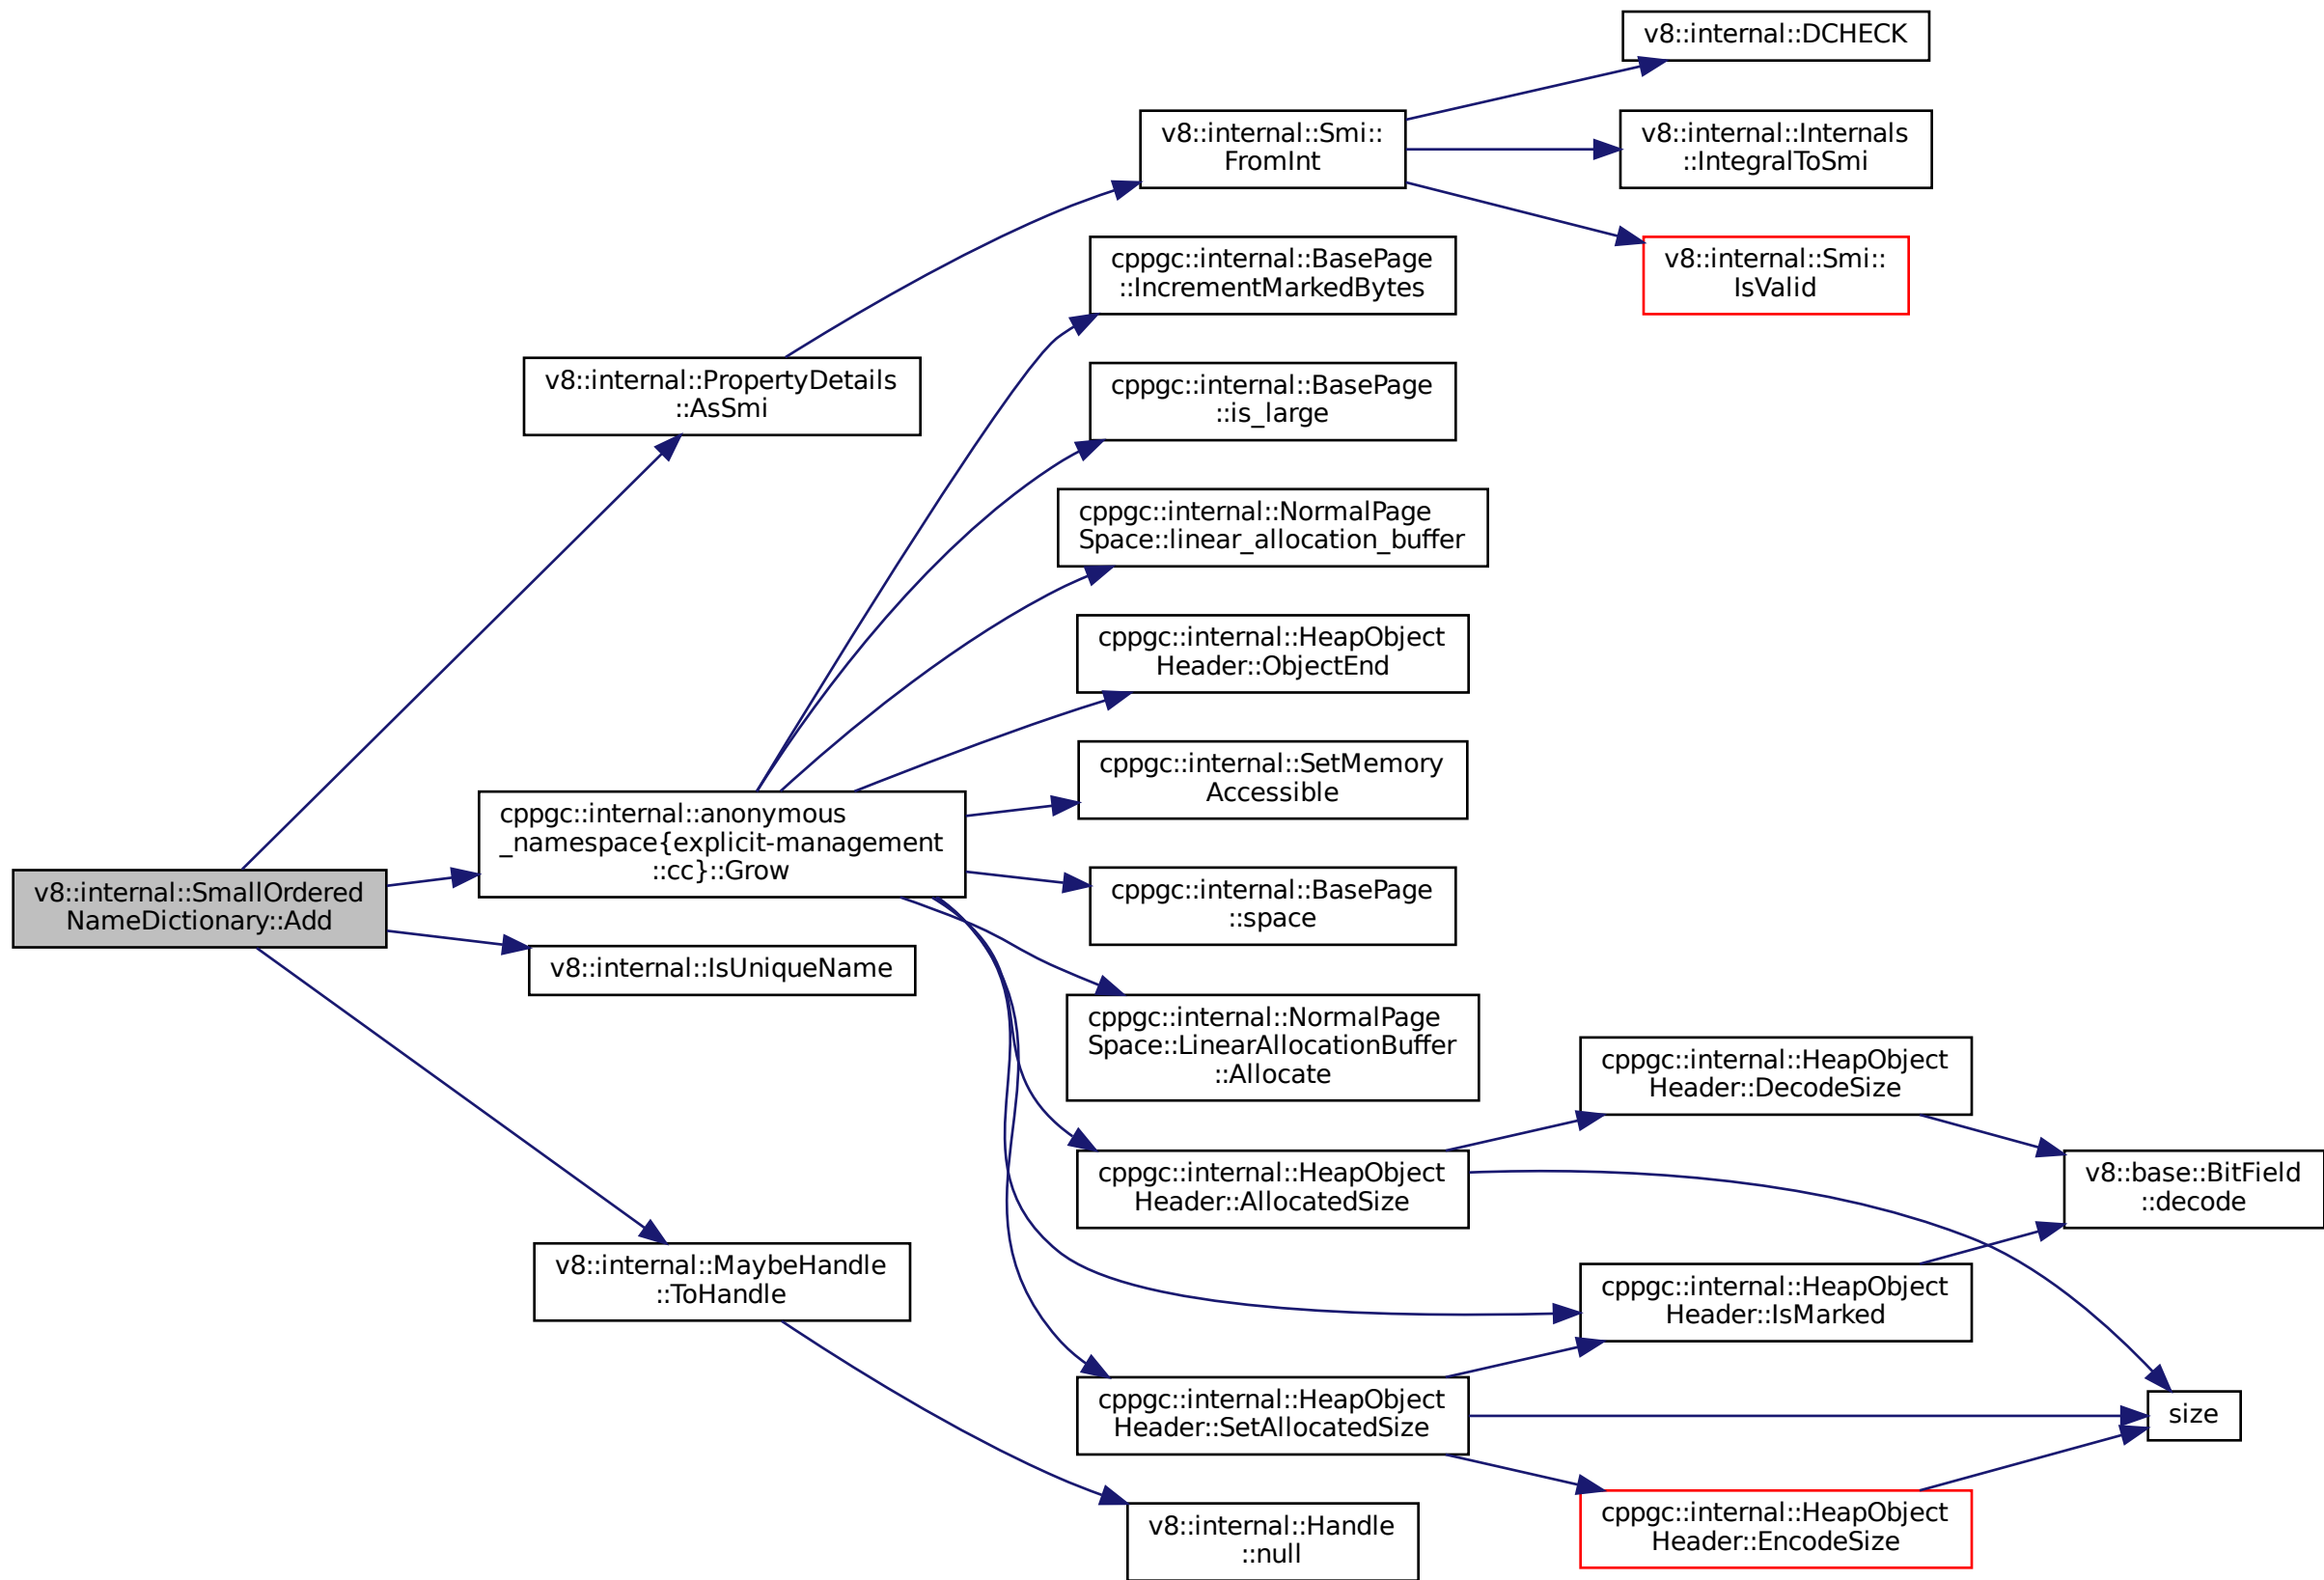 v8::internal::DCHECK
v8::internal::Smi::
FromInt
v8::internal::Internals
::IntegralToSmi
cppgc::internal::BasePage
::IncrementMarkedBytes
v8::internal::Smi::
IsValid
v8::internal::PropertyDetails
::AsSmi
cppgc::internal::BasePage
::is_large
cppgc::internal::NormalPage
Space::linear_allocation_buffer
cppgc::internal::HeapObject
Header::ObjectEnd
cppgc::internal::SetMemory
Accessible
cppgc::internal::anonymous
_namespace{explicit-management
::cc}::Grow
v8::internal::SmallOrdered
NameDictionary::Add
cppgc::internal::BasePage
::space
v8::internal::IsUniqueName
cppgc::internal::NormalPage
Space::LinearAllocationBuffer
::Allocate
cppgc::internal::HeapObject
Header::DecodeSize
cppgc::internal::HeapObject
Header::AllocatedSize
v8::base::BitField
::decode
v8::internal::MaybeHandle
::ToHandle
cppgc::internal::HeapObject
Header::IsMarked
cppgc::internal::HeapObject
Header::SetAllocatedSize
size
v8::internal::Handle
::null
cppgc::internal::HeapObject
Header::EncodeSize